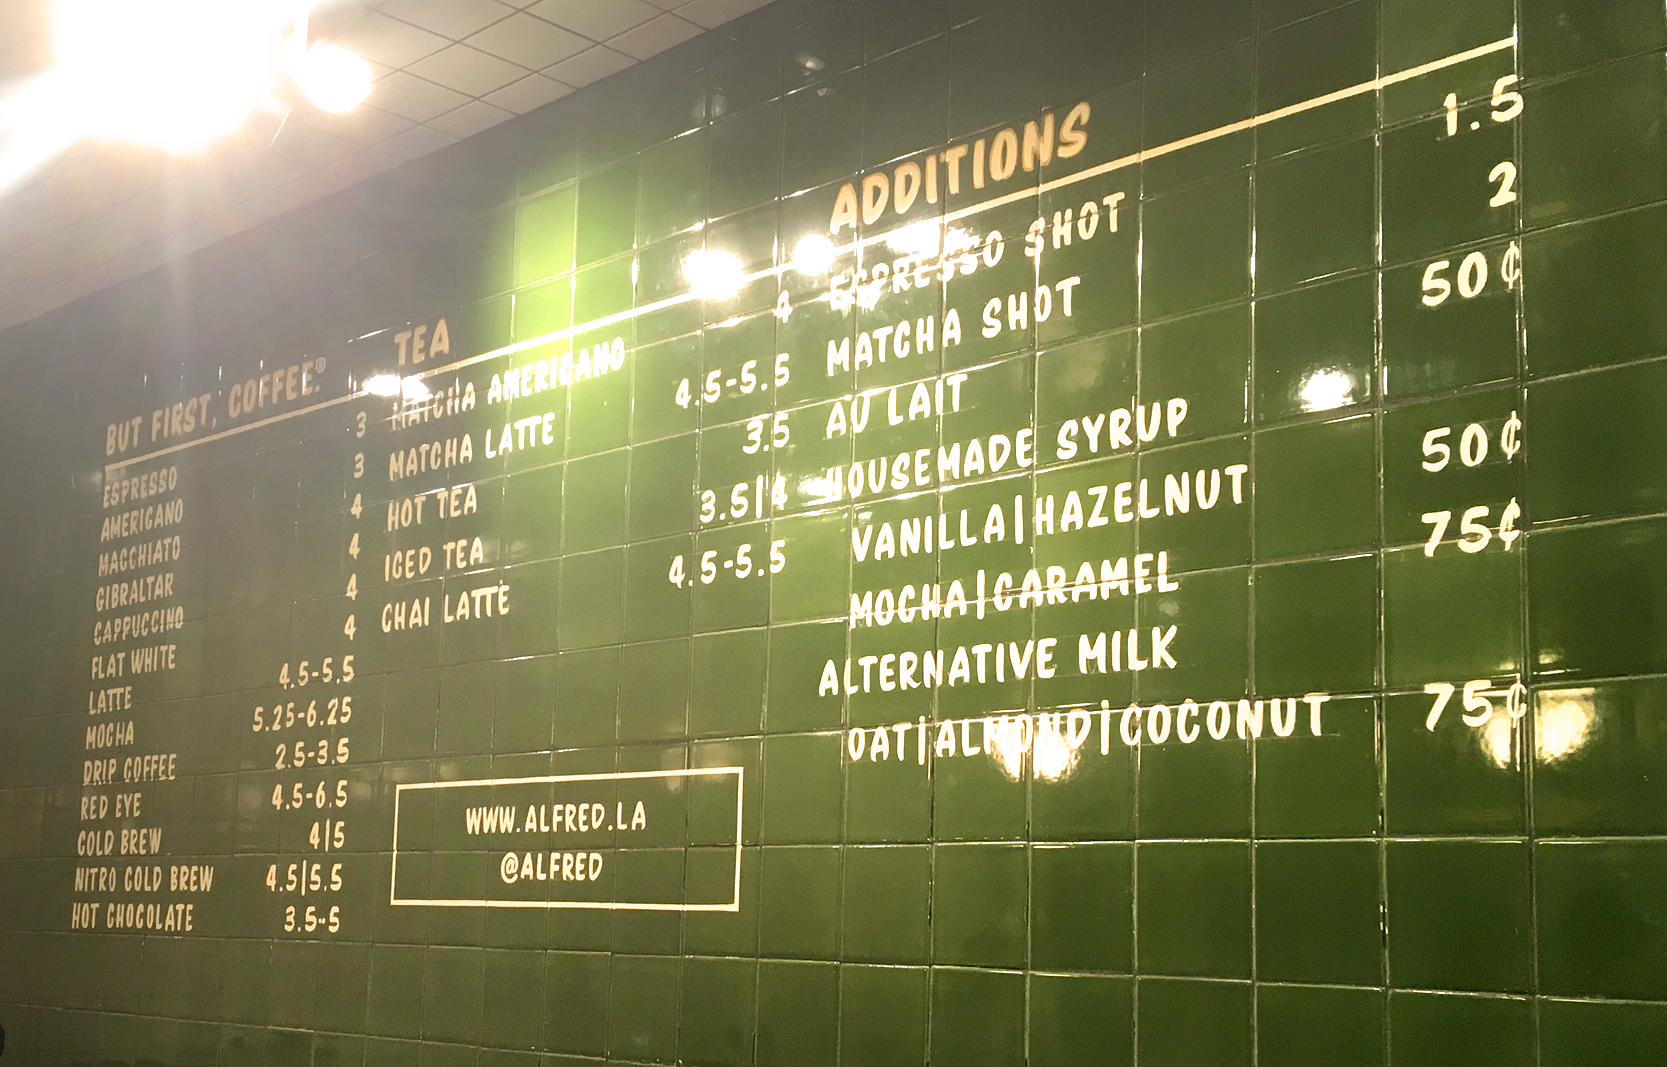 BUT FIRST, COFFEE.®
ESPRESSO 3
AMERICANO 3
MACCHIATO 4
GIBRALTAR 4
CAPPUCCINO 4
FLAT WHITE 4
LATTE 4.5-5.5
MOCHA 5.25-6.25
DRIP COFFEE 2.5-3.5
RED EYE 4.5-6.5
COLD BREW 4|5
NITRO COLD BREW 4.5|5.5
HOT CHOCOLATE 3.5-5
TEA
MATCHA AMERICANO 4
MATCHA LATTE 4.5-5.5
HOT TEA 3.5
ICED TEA 3.5|4
CHAI LATTE 4.5-5.5
WWW.ALFRED.LA
@ALFRED
ADDITIONS
ESPRESSO SHOT 1.5
MATCHA SHOT 2
AU LAIT 50¢
HOUSEMADE SYRUP
VANILLA|HAZELNUT 50¢
MOCHA|CARAMEL 75¢
ALTERNATIVE MILK
OAT|ALMOND|COCONUT 75¢